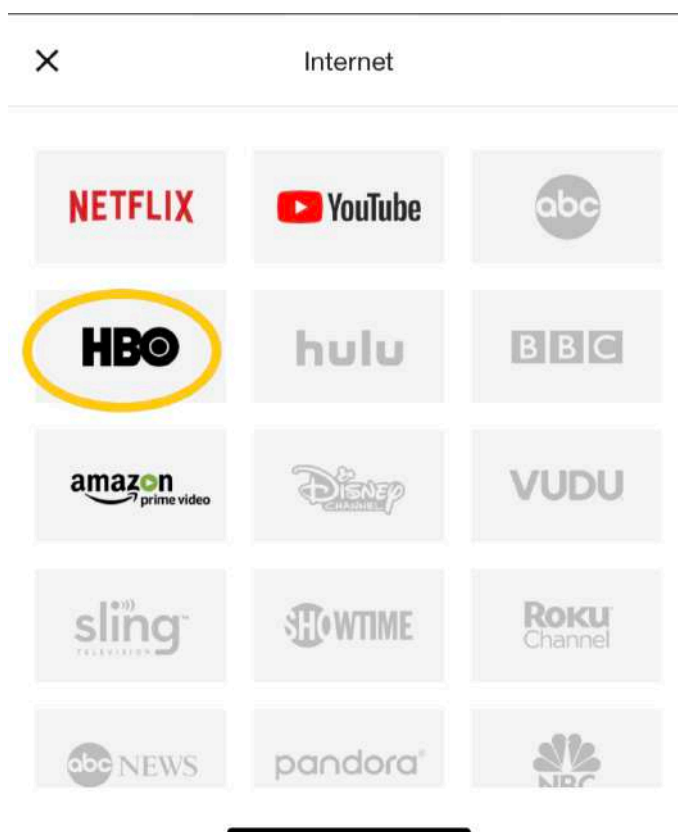 Internet
NETFLIX
YouTube
abc
HBO
hulu
BBC
amazon
prime video
Disney
CHANNEL
VUDU
sling
TELEVISION
SHOWTIME
Roku
Channel
abc NEWS
pandora
NBC